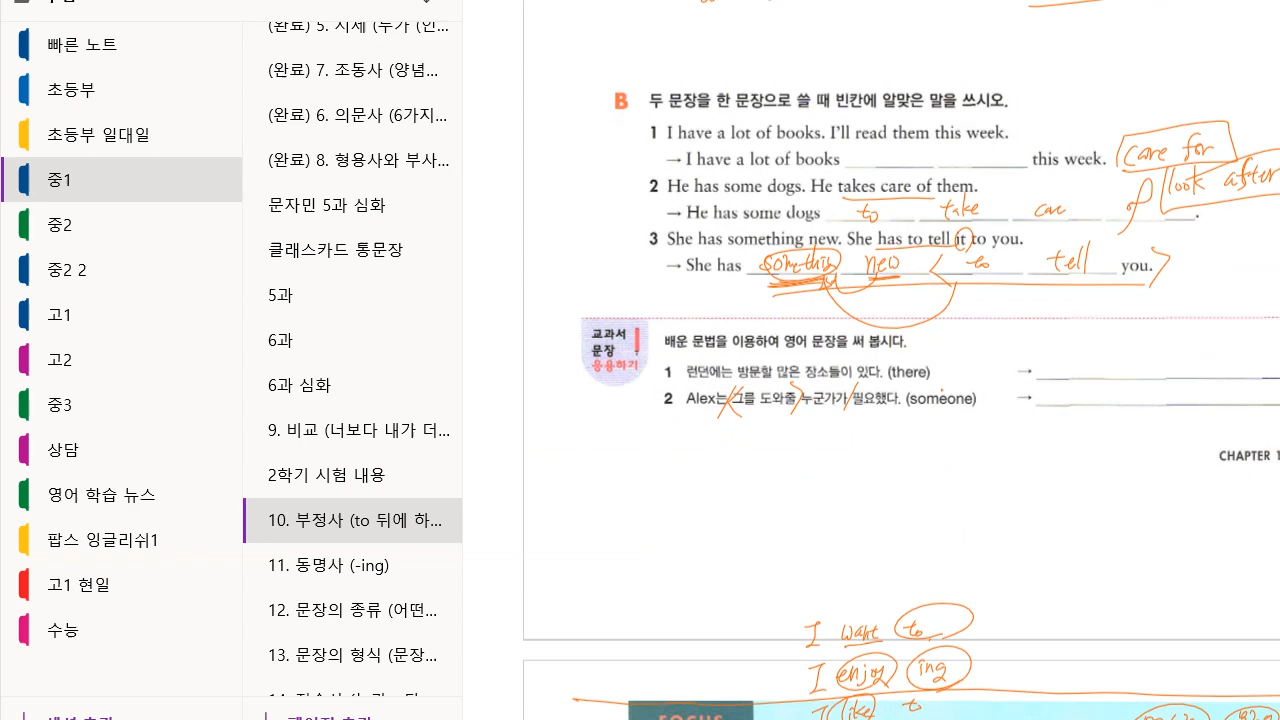 빠른 노트
초등부
초등부 일대일
중1
중2
중2 2
고1
고2
중3
상담
영어 학습 뉴스
팝스 잉글리쉬1
고1 현일
수능
(완료) 5. 시제 (누가 (인...
(완료) 7. 조동사 (양념...
(완료) 6. 의문사 (6가지...
(완료) 8. 형용사와 부사...
문자민 5과 심화
클래스카드 통문장
5과
6과
6과 심화
9. 비교 (너보다 내가 더...
2학기 시험 내용
10. 부정사 (to 뒤에 하...
11. 동명사 (-ing)
12. 문장의 종류 (어떤...
13. 문장의 형식 (문장...
B 두 문장을 한 문장으로 쓸 때 빈칸에 알맞은 말을 쓰시오.
1 I have a lot of books. I'll read them this week.
→ I have a lot of books this week.
care for
look after
2 He has some dogs. He takes care of them.
→ He has some dogs to take care of .
3 She has something new. She has to tell it to you.
→ She has something new to tell you.
교과서
문장
응용하기
배운 문법을 이용하여 영어 문장을 써 봅시다.
1 런던에는 방문할 많은 장소들이 있다. (there) →
2 Alex는 그를 도와줄 누군가가 필요했다. (someone) →
CHAPTER 1
I want to
I enjoy ing
I like to
FOCUS